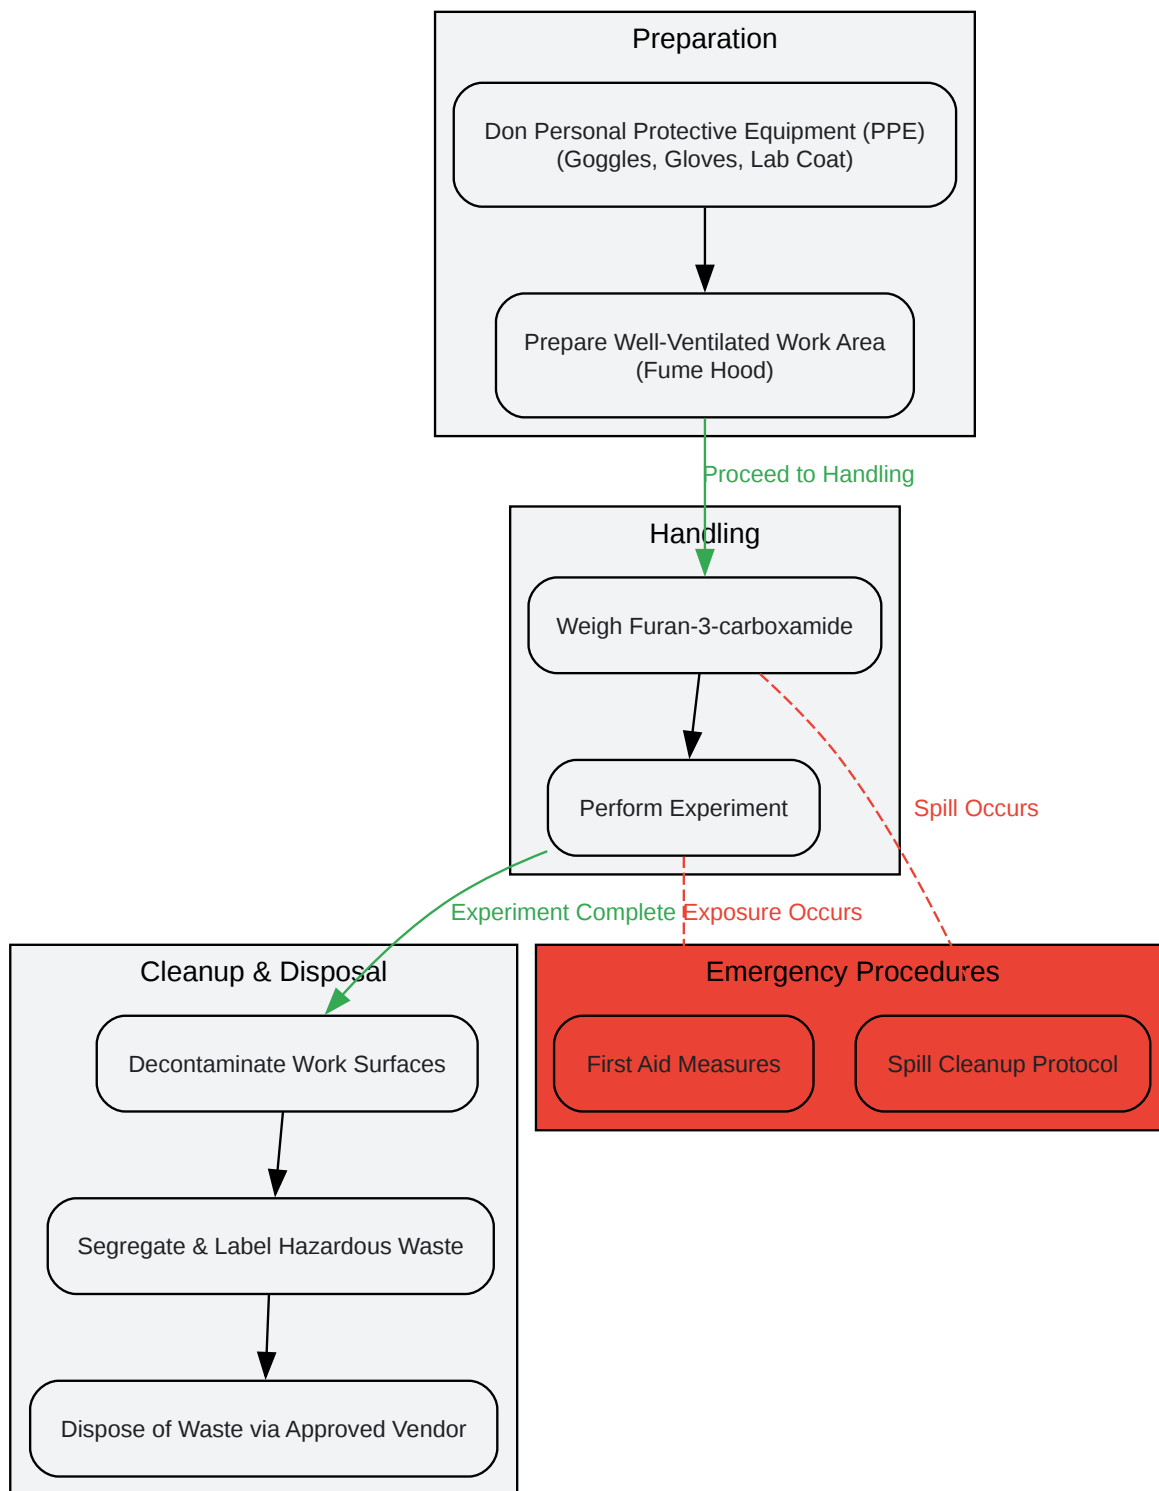 Preparation
Don Personal Protective Equipment (PPE)
(Goggles, Gloves, Lab Coat)
Prepare Well-Ventilated Work Area
(Fume Hood)
Proceed to Handling
Handling
Weigh Furan-3-carboxamide
Perform Experiment
Spill Occurs
Experiment Complete
Exposure Occurs
Cleanup & Disposal
Decontaminate Work Surfaces
Segregate & Label Hazardous Waste
Dispose of Waste via Approved Vendor
Emergency Procedures
First Aid Measures
Spill Cleanup Protocol